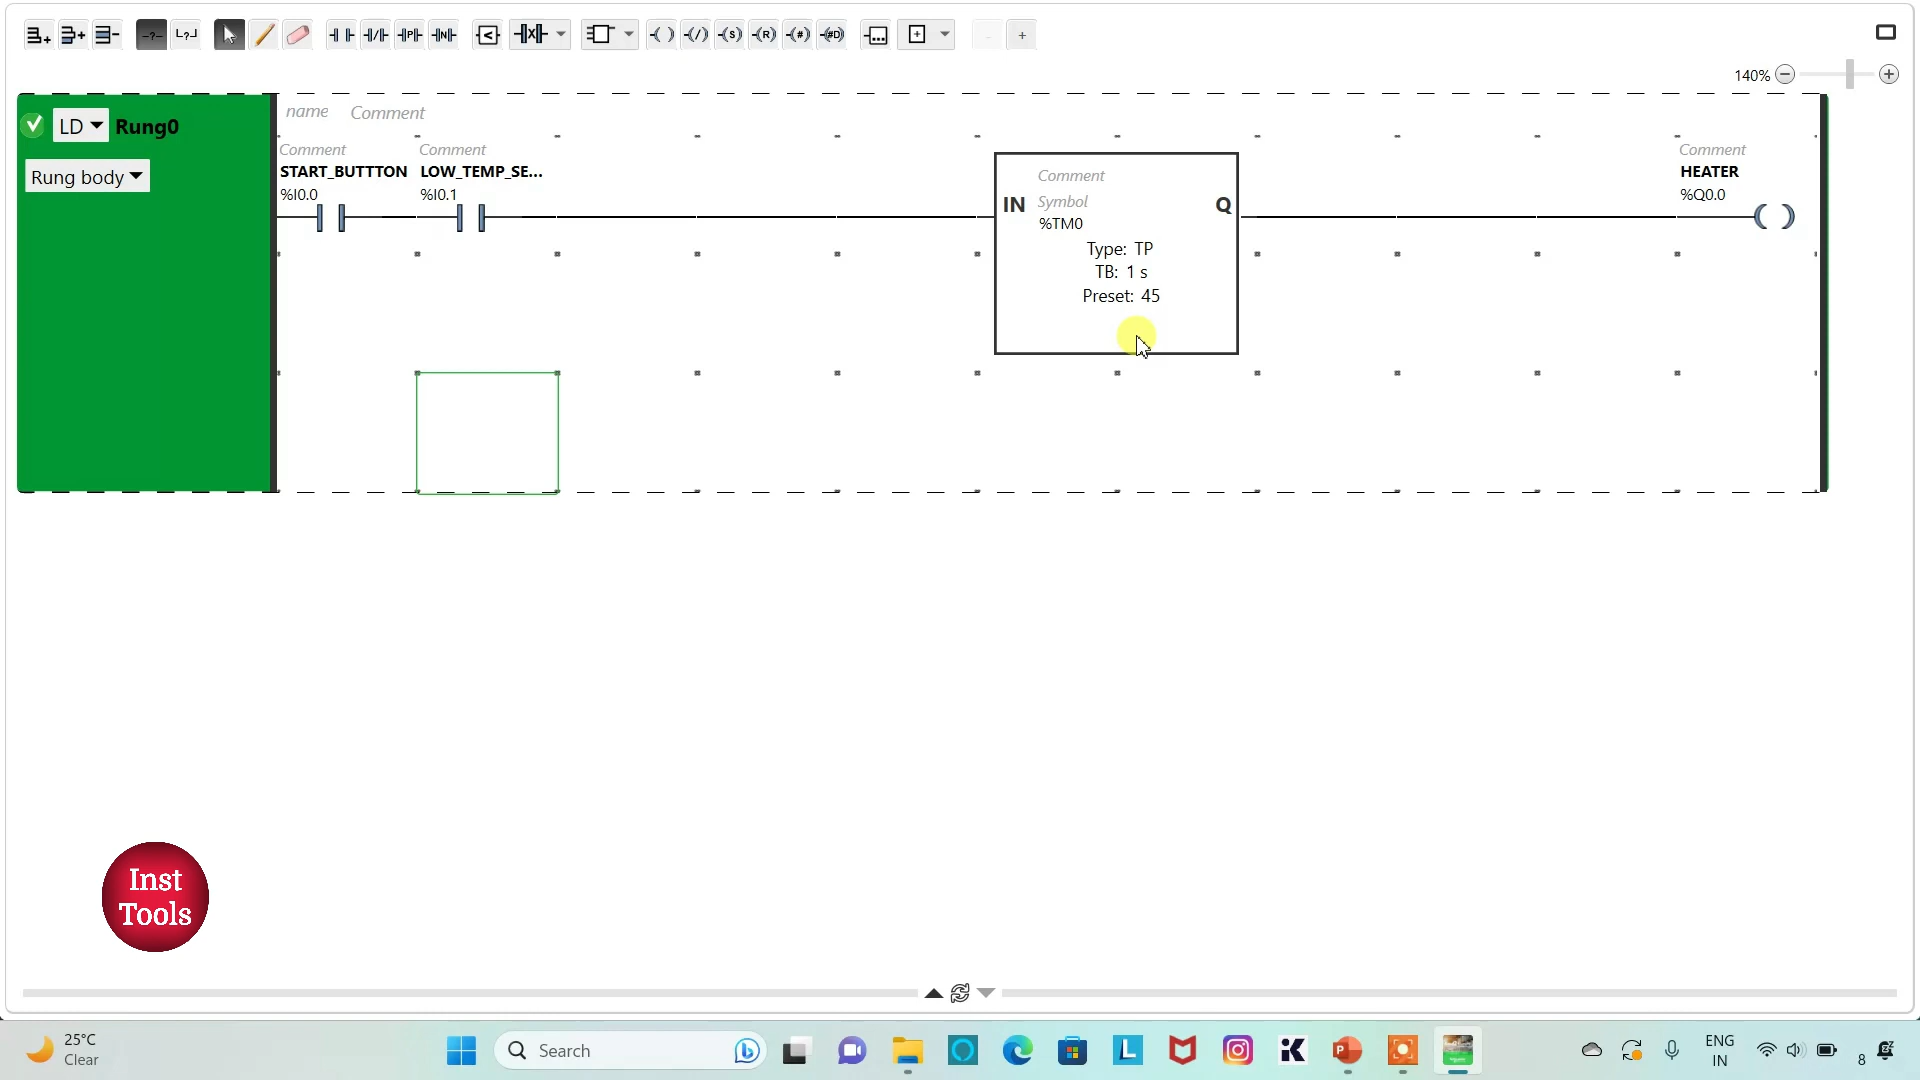 140%
LD Rung0 name Comment
Rung body
Comment Comment Comment
START_BUTTTON LOW_TEMP_SE... HEATER
%I0.0 %I0.1 %Q0.0
Comment
IN Symbol Q
%TM0
Type: TP
TB: 1 s
Preset: 45
Inst
Tools
25°C
Clear
Search
ENG
IN
8